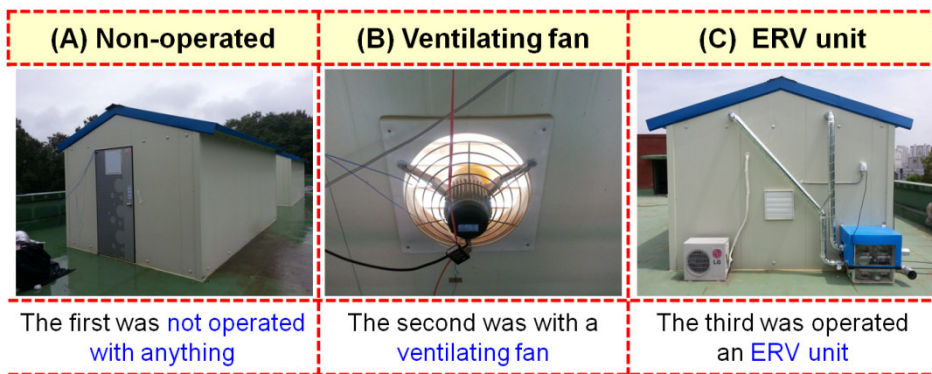 (A) Non-operated
(B) Ventilating fan
(C) ERV unit
LG
The first was not operated
with anything
The second was with a
ventilating fan
The third was operated
an ERV unit